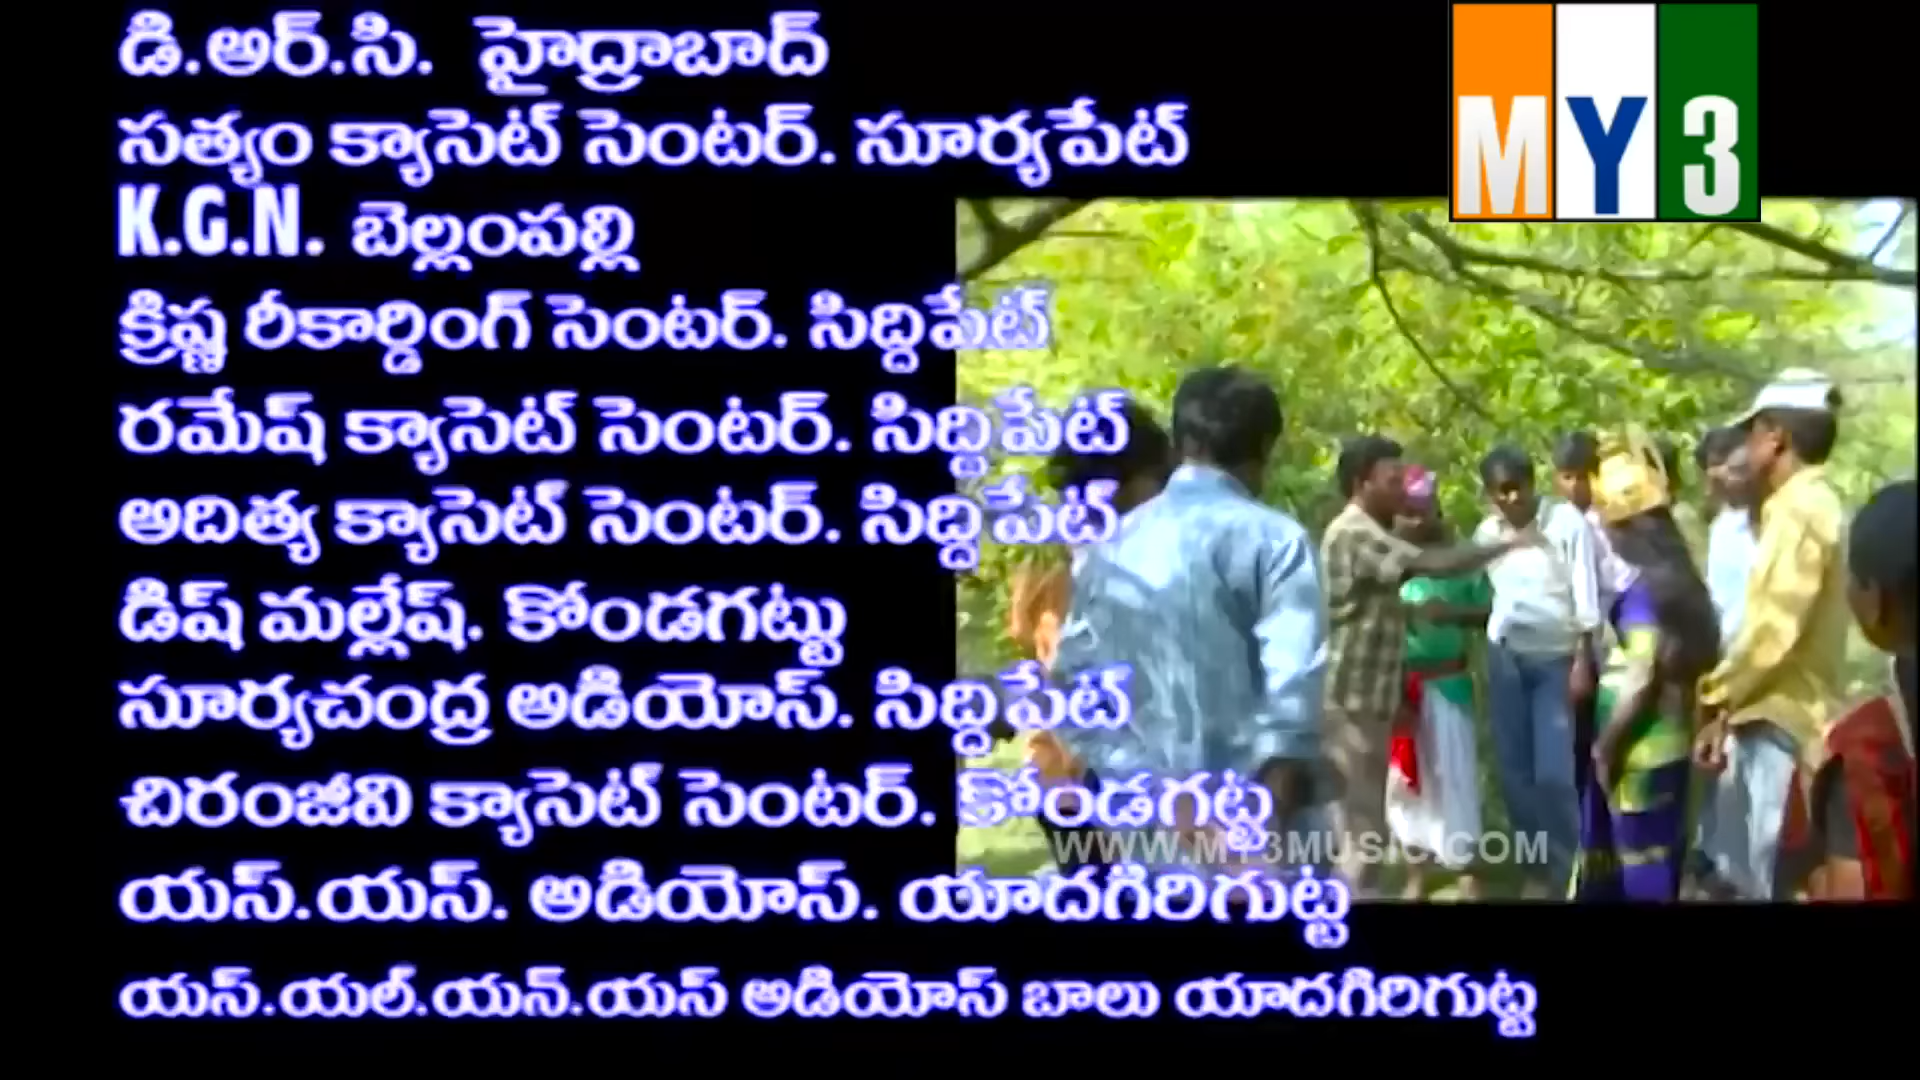 డి.అర్.సి. హైద్రాబాద్
సత్యం క్యాసెట్ సెంటర్. సూర్యపేట్
K.G.N. బెల్లంపల్లి
క్రిష్ణ రీకార్డింగ్ సెంటర్. సిద్దిపేట్
రమేష్ క్యాసెట్ సెంటర్. సిద్దిపేట్
అదిత్య క్యాసెట్ సెంటర్. సిద్దిపేట్
డిష్ మల్లేష్. కోండగట్టు
సూర్యచంద్ర అడియోస్. సిద్దిపేట్
చిరంజీవి క్యాసెట్ సెంటర్. కోండగట్ట
యస్.యస్. అడియోస్. యాదగిరిగుట్ట
యస్.యల్.యన్.యస్ అడియోస్ బాలు యాదగిరిగుట్ట
MY3
WWW.MY3MUSIC.COM